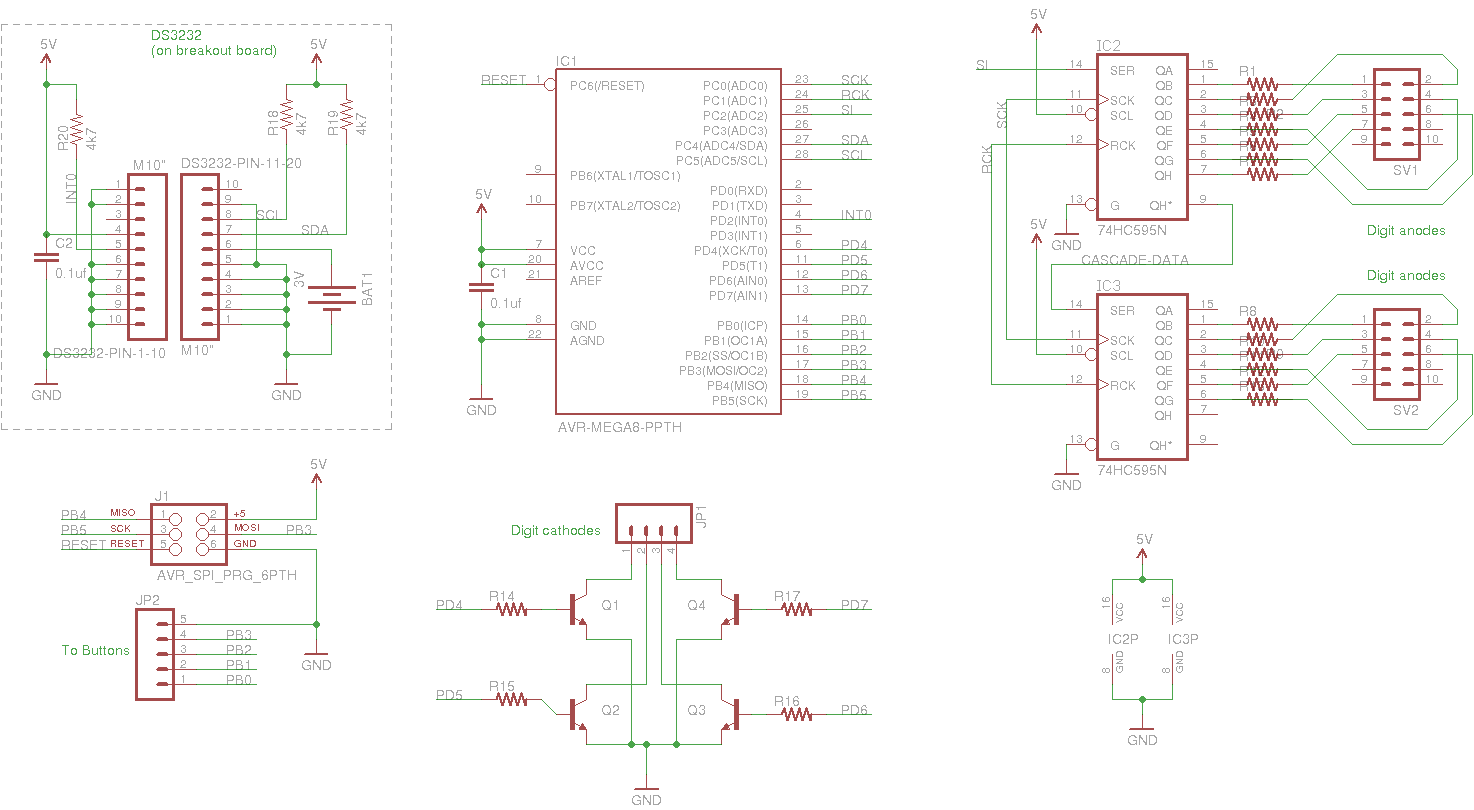 DS3232
(on breakout board)
5V
5V
R20
4k7
R18
4k7
R19
4k7
INT0
M10"
DS3232-PIN-11-20
1
2
3
4
5
6
7
8
9
10
10
9
8
7
6
5
4
3
2
1
SCL
SDA
C2
0.1uf
3V
BAT1
DS3232-PIN-1-10
M10"
GND
GND
IC1
RESET
1
PC6(/RESET)
PC0(ADC0)
23
SCK
PC1(ADC1)
24
RCK
PC2(ADC2)
25
SI
PC3(ADC3)
26
PC4(ADC4/SDA)
27
SDA
PC5(ADC5/SCL)
28
SCL
9
PB6(XTAL1/TOSC1)
PD0(RXD)
2
10
PB7(XTAL2/TOSC2)
PD1(TXD)
3
PD2(INT0)
4
INT0
PD3(INT1)
5
5V
7
VCC
PD4(XCK/T0)
6
PD4
20
AVCC
PD5(T1)
11
PD5
21
AREF
PD6(AIN0)
12
PD6
PD7(AIN1)
13
PD7
C1
0.1uf
8
GND
PB0(ICP)
14
PB0
22
AGND
PB1(OC1A)
15
PB1
PB2(SS/OC1B)
16
PB2
PB3(MOSI/OC2)
17
PB3
PB4(MISO)
18
PB4
PB5(SCK)
19
PB5
GND
AVR-MEGA8-PPTH
5V
IC2
SI
14
SER
QA
15
QB
1
11
SCK
QC
2
10
SCL
QD
3
QE
4
12
RCK
QF
5
QG
6
QH
7
13
G
QH*
9
SCK
RCK
GND
74HC595N
R1
1
2
3
4
5
6
7
8
9
10
SV1
Digit anodes
5V
CASCADE-DATA
Digit anodes
IC3
14
SER
QA
15
QB
1
11
SCK
QC
2
10
SCL
QD
3
QE
4
12
RCK
QF
5
QG
6
QH
7
13
G
QH*
9
GND
74HC595N
R8
1
2
3
4
5
6
7
8
9
10
SV2
5V
J1
PB4
MISO
1
2
+5
PB5
SCK
3
4
MOSI
PB3
RESET
RESET
5
6
GND
AVR_SPI_PRG_6PTH
JP2
To Buttons
5
4
PB3
3
PB2
2
PB1
1
PB0
GND
Digit cathodes
JP1
1
2
3
4
PD4
R14
Q1
Q4
R17
PD7
PD5
R15
Q2
Q3
R16
PD6
GND
5V
16
VCC
16
VCC
IC2P
IC3P
8
GND
8
GND
GND